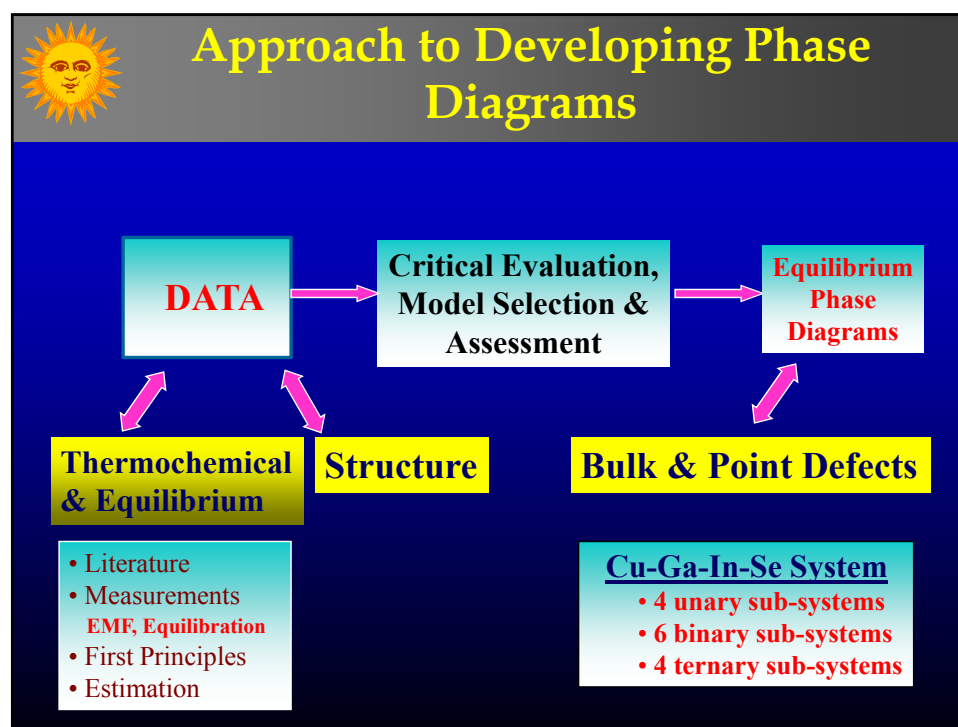 Approach to Developing Phase
Diagrams
DATA
Critical Evaluation,
Model Selection &
Assessment
Equilibrium
Phase
Diagrams
Thermochemical
& Equilibrium
Structure
Bulk & Point Defects
• Literature
• Measurements
EMF, Equilibration
• First Principles
• Estimation
Cu-Ga-In-Se System
• 4 unary sub-systems
• 6 binary sub-systems
• 4 ternary sub-systems